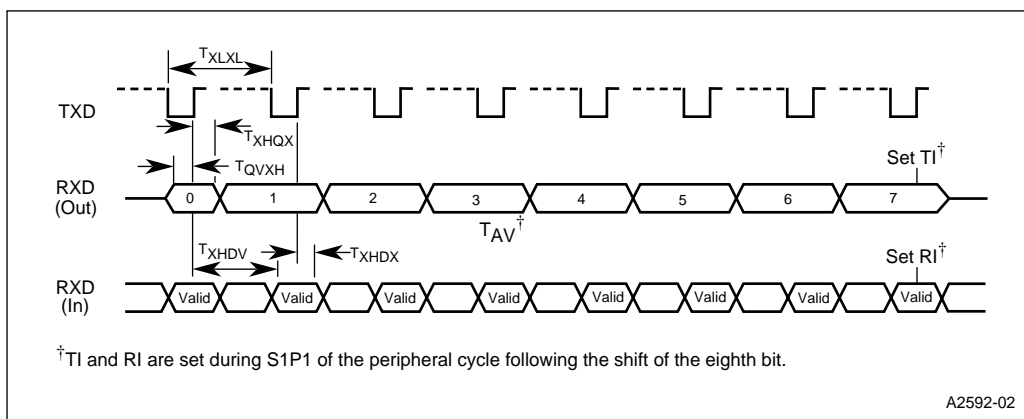 TXLXL
TXD
TXHQX
TQVXH
Set TI†
RXD
(Out)
0 1 2 3 4 5 6 7
TAV†
TXHDV
TXHDX
Set RI†
RXD
(In)
Valid Valid Valid Valid Valid Valid Valid Valid
†TI and RI are set during S1P1 of the peripheral cycle following the shift of the eighth bit.
A2592-02